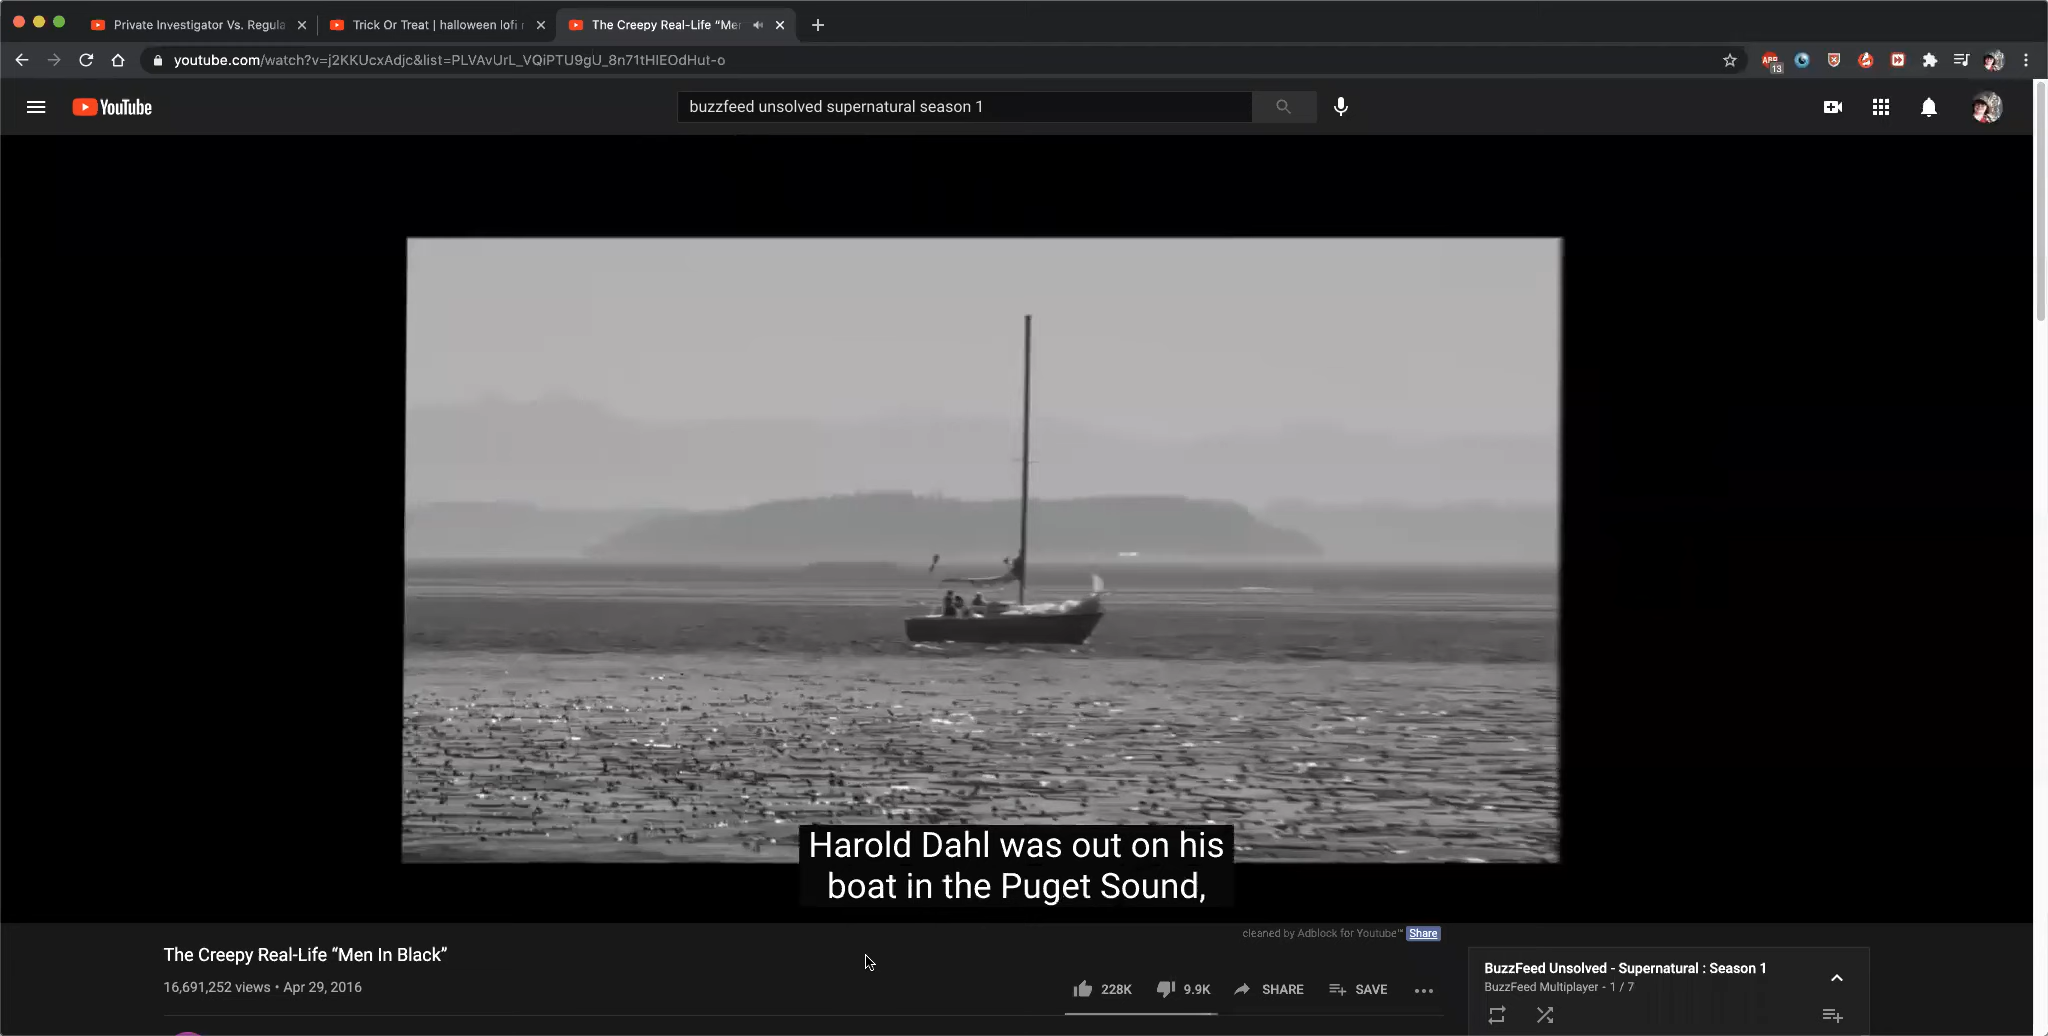 Private Investigator Vs. Regula
Trick Or Treat | halloween lofi
The Creepy Real-Life “Mer
youtube.com/watch?v=j2KKUcxAdjc&list=PLVAvUrL_VQiPTU9gU_8n71tHIEOdHut-o
ABP
13
YouTube
buzzfeed unsolved supernatural season 1
Harold Dahl was out on his
boat in the Puget Sound,
cleaned by Adblock for Youtube™ Share
The Creepy Real-Life “Men In Black”
16,691,252 views • Apr 29, 2016
228K 9.9K SHARE SAVE
BuzzFeed Unsolved - Supernatural : Season 1
BuzzFeed Multiplayer - 1 / 7